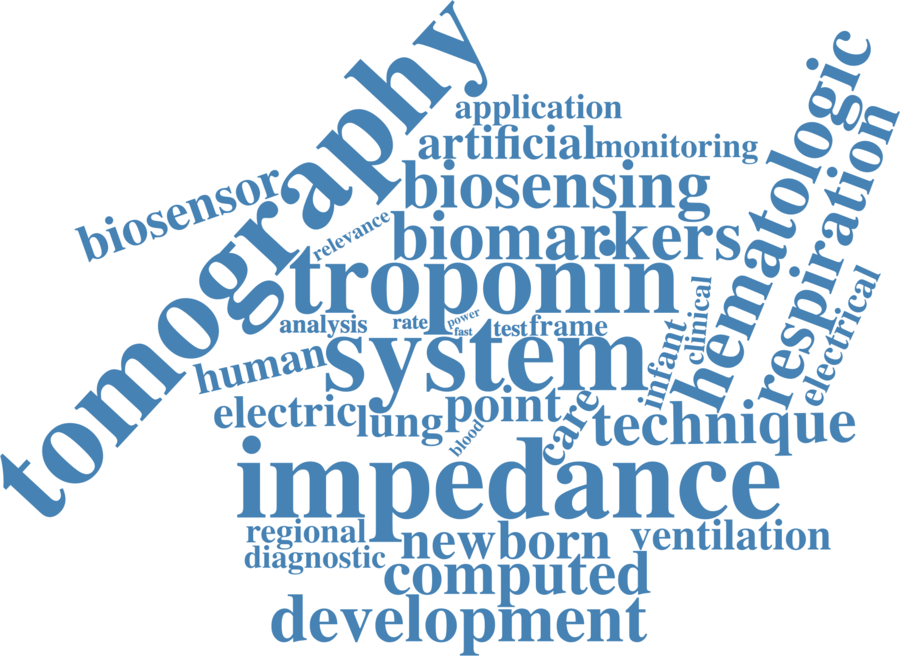 tomography
application
artificial
monitoring
hematologic
respiration
biosensor
biosensing
relevance
biomarkers
troponin
analysis
rate
power
fast
test
frame
clinical
infant
electrical
human
system
electric
lung
point
blood
care
technique
impedance
regional
newborn
ventilation
diagnostic
computed
development